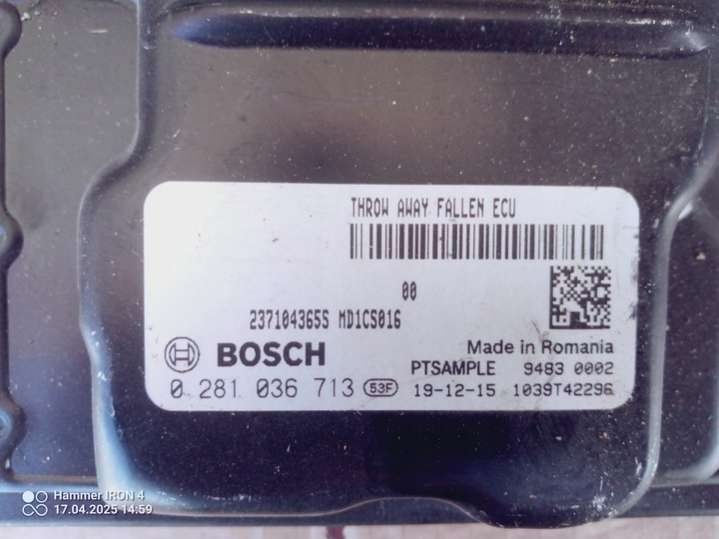 THROW AWAY FALLEN ECU
00
237104365S MD1CS016
BOSCH
Made in Romania
PTSAMPLE 9483 0002
0 281 036 713 53F 19-12-15 1039T42296
Hammer IRON 4
17.04.2025 14:59